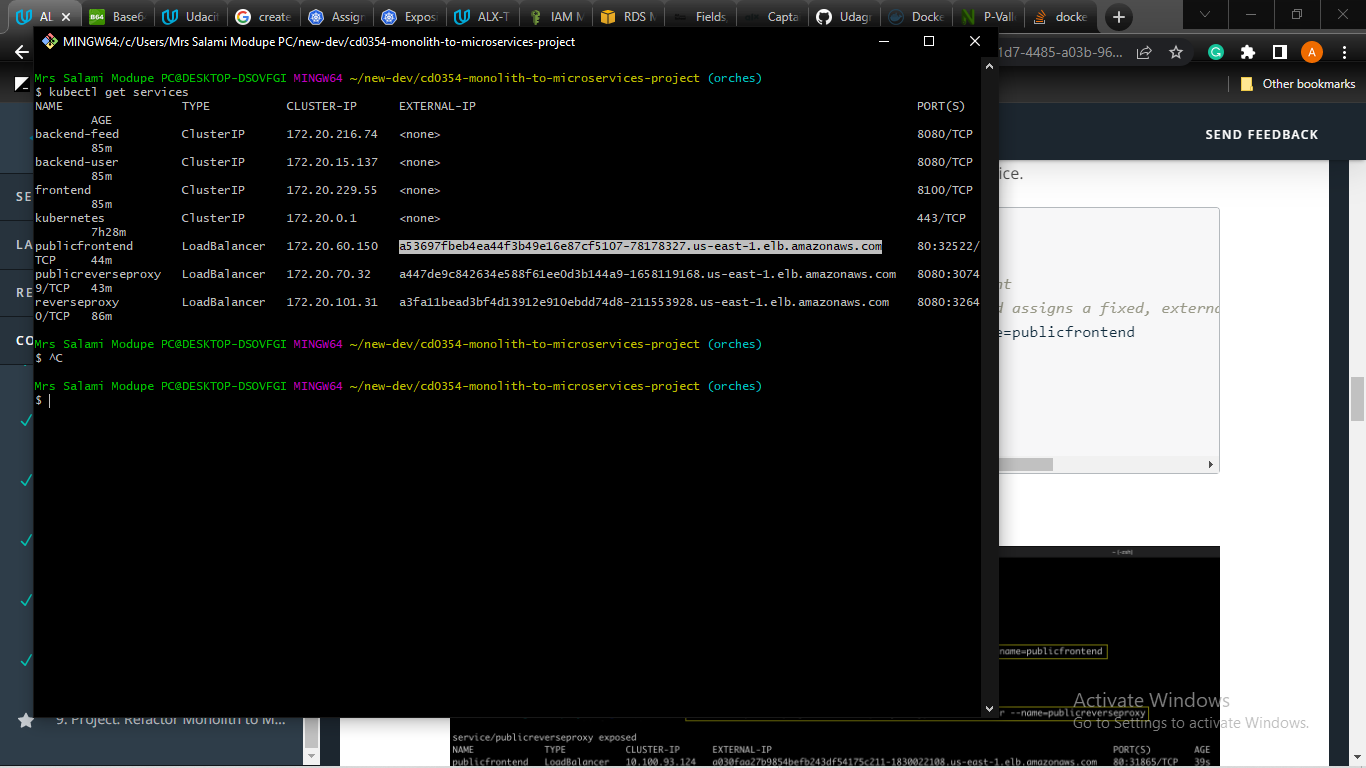 AL
Base6
Udacit
create
Assign
Expos
ALX-T
IAM M
RDS M
Fields
Capta
Udagr
Docke
P-Vall
docke
MINGW64:/c/Users/Mrs Salami Modupe PC/new-dev/cd0354-monolith-to-microservices-project
1d7-4485-a03b-96...
A
Other bookmarks
SEND FEEDBACK
Mrs Salami Modupe PC@DESKTOP-DSOVFGI MINGW64 ~/new-dev/cd0354-monolith-to-microservices-project (orches)
$ kubectl get services
NAME TYPE CLUSTER-IP EXTERNAL-IP PORT(S)
AGE
backend-feed ClusterIP 172.20.216.74 <none> 8080/TCP
85m
backend-user ClusterIP 172.20.15.137 <none> 8080/TCP
85m
frontend ClusterIP 172.20.229.55 <none> 8100/TCP
85m
kubernetes ClusterIP 172.20.0.1 <none> 443/TCP
7h28m
publicfrontend LoadBalancer 172.20.60.150 a53697fbeb4ea44f3b49e16e87cf5107-78178327.us-east-1.elb.amazonaws.com 80:32522/
TCP 44m
publicreverseproxy LoadBalancer 172.20.70.32 a447de9c842634e588f61ee0d3b144a9-1658119168.us-east-1.elb.amazonaws.com 8080:3074
9/TCP 43m
reverseproxy LoadBalancer 172.20.101.31 a3fa11bead3bf4d13912e910ebdd74d8-211553928.us-east-1.elb.amazonaws.com 8080:3264
0/TCP 86m
Mrs Salami Modupe PC@DESKTOP-DSOVFGI MINGW64 ~/new-dev/cd0354-monolith-to-microservices-project (orches)
$ ^C
Mrs Salami Modupe PC@DESKTOP-DSOVFGI MINGW64 ~/new-dev/cd0354-monolith-to-microservices-project (orches)
$
SE
LA
RE
CO
9. Project: Refactor Monolith to M...
ice.
nt
d assigns a fixed, externa
e=publicfrontend
name=publicfrontend
r --name=publicreverseproxy
service/publicreverseproxy exposed
NAME TYPE CLUSTER-IP EXTERNAL-IP PORT(S) AGE
publicfrontend LoadBalancer 10.100.93.124 a030faa27b9854befb243df54175c211-1830022108.us-east-1.elb.amazonaws.com 80:31865/TCP 39s
Activate Windows
Go to Settings to activate Windows.